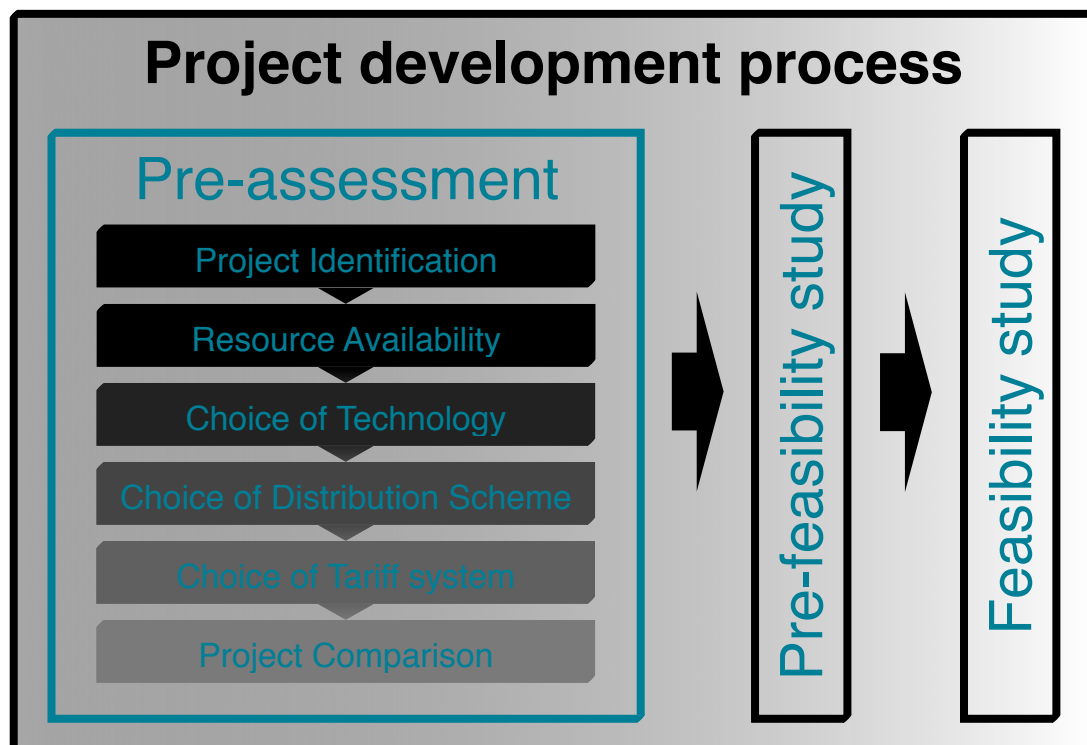 Project development process
Pre-assessment
Project Identification
Resource Availability
Choice of Technology
Choice of Distribution Scheme
Choice of Tariff system
Project Comparison
Pre-feasibility study
Feasibility study